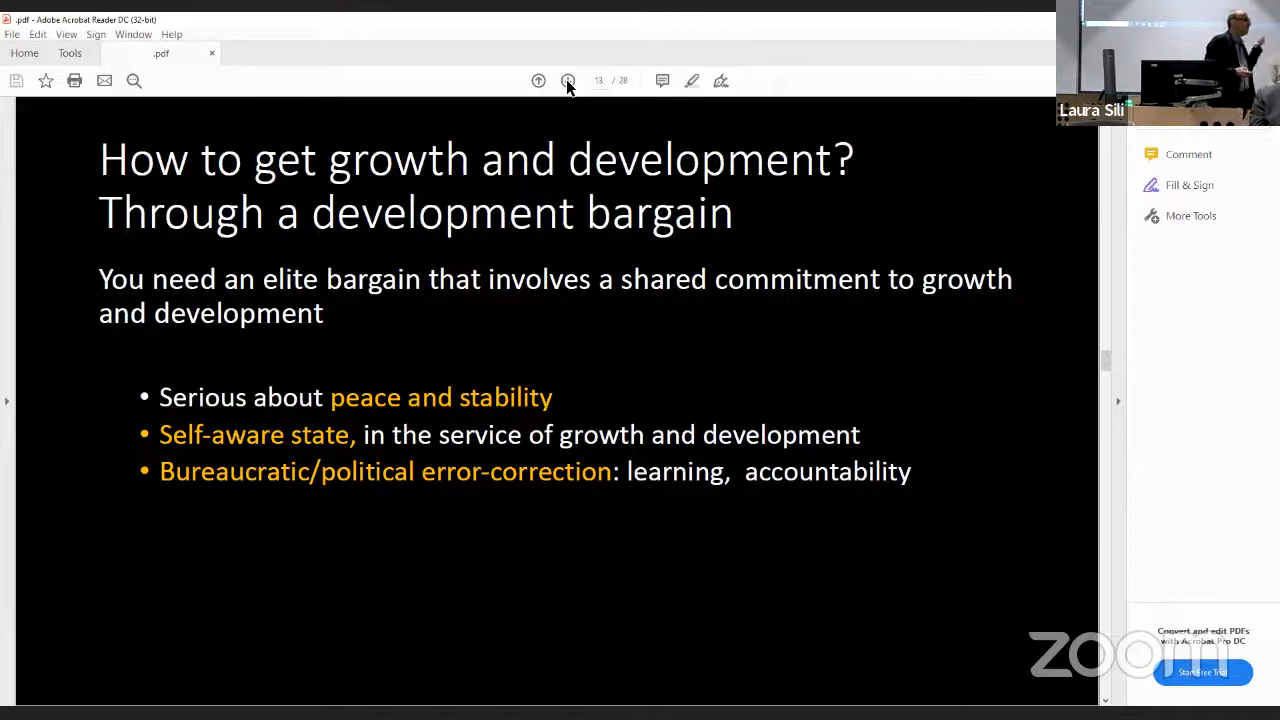 .pdf - Adobe Acrobat Reader DC (32-bit)
File Edit View Sign Window Help
Home Tools .pdf ×
13 / 28
Laura Sili
How to get growth and development?
Through a development bargain
You need an elite bargain that involves a shared commitment to growth
and development
• Serious about peace and stability
• Self-aware state, in the service of growth and development
• Bureaucratic/political error-correction: learning, accountability
Comment
Fill & Sign
More Tools
Convert and edit PDFs
with Acrobat Pro DC
Start Free Trial
zoom